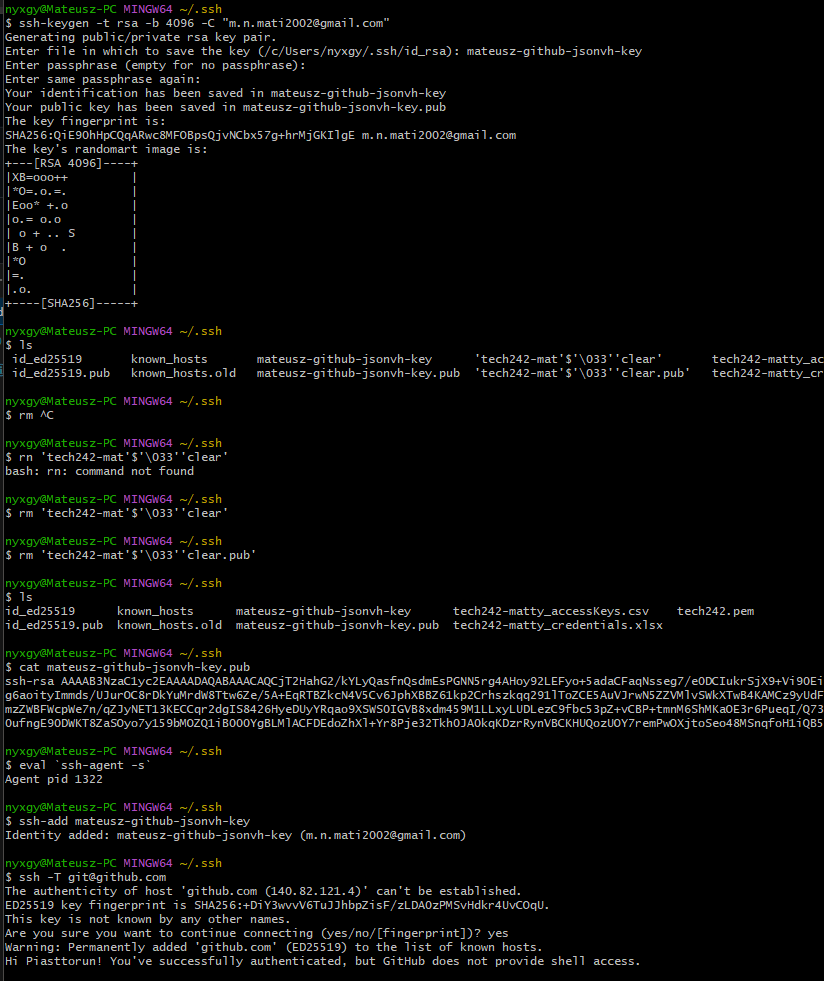 nyxgy@Mateusz-PC MINGW64 ~/.ssh
$ ssh-keygen -t rsa -b 4096 -C "m.n.mati2002@gmail.com"
Generating public/private rsa key pair.
Enter file in which to save the key (/c/Users/nyxgy/.ssh/id_rsa): mateusz-github-jsonvh-key
Enter passphrase (empty for no passphrase):
Enter same passphrase again:
Your identification has been saved in mateusz-github-jsonvh-key
Your public key has been saved in mateusz-github-jsonvh-key.pub
The key fingerprint is:
SHA256:QiE9OhHpCQqARwc8MFOBpsQjvNCbx57g+hrMjGKIlgE m.n.mati2002@gmail.com
The key's randomart image is:
+---[RSA 4096]----+
|XB=ooo++         |
|*O=.o.=.         |
|Eoo* +.o         |
|o.= o.o          |
| o + .. S        |
|B + o  .         |
|*O               |
|=.               |
|.o.              |
+----[SHA256]-----+
nyxgy@Mateusz-PC MINGW64 ~/.ssh
$ ls
id_ed25519 known_hosts mateusz-github-jsonvh-key 'tech242-mat'$'\033''clear' tech242-matty_ac
id_ed25519.pub known_hosts.old mateusz-github-jsonvh-key.pub 'tech242-mat'$'\033''clear.pub' tech242-matty_cr
nyxgy@Mateusz-PC MINGW64 ~/.ssh
$ rm ^C
nyxgy@Mateusz-PC MINGW64 ~/.ssh
$ rn 'tech242-mat'$'\033''clear'
bash: rn: command not found
nyxgy@Mateusz-PC MINGW64 ~/.ssh
$ rm 'tech242-mat'$'\033''clear'
nyxgy@Mateusz-PC MINGW64 ~/.ssh
$ rm 'tech242-mat'$'\033''clear.pub'
nyxgy@Mateusz-PC MINGW64 ~/.ssh
$ ls
id_ed25519 known_hosts mateusz-github-jsonvh-key tech242-matty_accessKeys.csv tech242.pem
id_ed25519.pub known_hosts.old mateusz-github-jsonvh-key.pub tech242-matty_credentials.xlsx
nyxgy@Mateusz-PC MINGW64 ~/.ssh
$ cat mateusz-github-jsonvh-key.pub
ssh-rsa AAAAB3NzaC1yc2EAAAADAQABAAACAQCjT2HahG2/kYLyQasfnQsdmEsPGNN5rg4AHoy92LEFyo+5adaCFaqNsseg7/eODCIukrSjX9+Vi9OEi
g6aoityImmds/UJurOC8rDkYuMrdW8Ttw6Ze/5A+EqRTBZkcN4V5Cv6JphXBBZ61kp2Crhszkqq291lToZCE5AuVJrwN5ZZVMlvSWkXTwB4KAMCz9yUdF
mzZWBFWcpWe7n/qZJyNET13KECCqr2dgIS8426HyeDUyYRqao9XSWSOIGVB8xdm459M1LLxyLUDLezC9fbc53pZ+vCBP+tmnM6ShMKaOE3r6PueqI/Q73
OufngE9ODWKT8ZaSOyo7y159bMOZQ1iBOOOYgBLMlACFDEdoZhXl+Yr8Pje32TkhOJAOkqKDzrRynVBCKHUQozUOY7remPwOXjtoSeo48MSnqfoH1iQB5
nyxgy@Mateusz-PC MINGW64 ~/.ssh
$ eval `ssh-agent -s`
Agent pid 1322
nyxgy@Mateusz-PC MINGW64 ~/.ssh
$ ssh-add mateusz-github-jsonvh-key
Identity added: mateusz-github-jsonvh-key (m.n.mati2002@gmail.com)
nyxgy@Mateusz-PC MINGW64 ~/.ssh
$ ssh -T git@github.com
The authenticity of host 'github.com (140.82.121.4)' can't be established.
ED25519 key fingerprint is SHA256:+DiY3wvvV6TuJJhbpZisF/zLDA0zPMSvHdkr4UvCOqU.
This key is not known by any other names.
Are you sure you want to continue connecting (yes/no/[fingerprint])? yes
Warning: Permanently added 'github.com' (ED25519) to the list of known hosts.
Hi Piasttorun! You've successfully authenticated, but GitHub does not provide shell access.